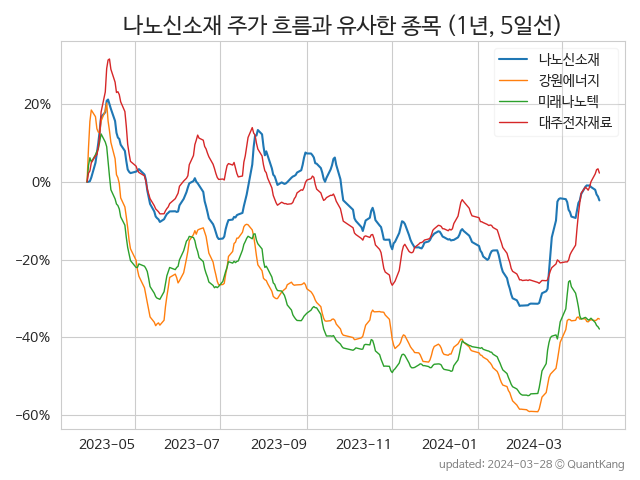 나노신소재 주가 흐름과 유사한 종목 (1년, 5일선)
나노신소재
강원에너지
미래나노텍
대주전자재료
20%
0%
−20%
−40%
−60%
2023-05 2023-07 2023-09 2023-11 2024-01 2024-03
updated: 2024-03-28 © QuantKang